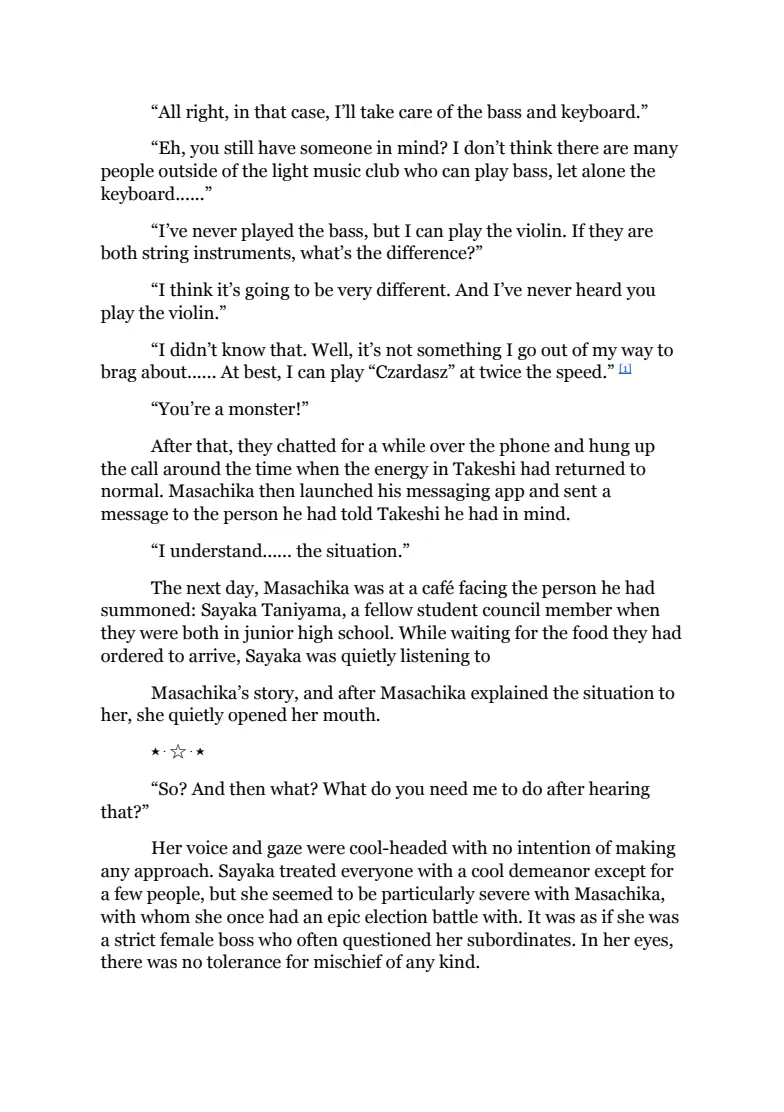 “All right, in that case, I’ll take care of the bass and keyboard.”
“Eh, you still have someone in mind? I don’t think there are many
people outside of the light music club who can play bass, let alone the
keyboard......”
“I’ve never played the bass, but I can play the violin. If they are
both string instruments, what’s the difference?”
“I think it’s going to be very different. And I’ve never heard you
play the violin.”
“I didn’t know that. Well, it’s not something I go out of my way to
brag about...... At best, I can play “Czardasz” at twice the speed.” [1]
“You’re a monster!”
After that, they chatted for a while over the phone and hung up
the call around the time when the energy in Takeshi had returned to
normal. Masachika then launched his messaging app and sent a
message to the person he had told Takeshi he had in mind.
“I understand...... the situation.”
The next day, Masachika was at a café facing the person he had
summoned: Sayaka Taniyama, a fellow student council member when
they were both in junior high school. While waiting for the food they had
ordered to arrive, Sayaka was quietly listening to
Masachika’s story, and after Masachika explained the situation to
her, she quietly opened her mouth.
★·☆·★
“So? And then what? What do you need me to do after hearing
that?”
Her voice and gaze were cool-headed with no intention of making
any approach. Sayaka treated everyone with a cool demeanor except for
a few people, but she seemed to be particularly severe with Masachika,
with whom she once had an epic election battle with. It was as if she was
a strict female boss who often questioned her subordinates. In her eyes,
there was no tolerance for mischief of any kind.